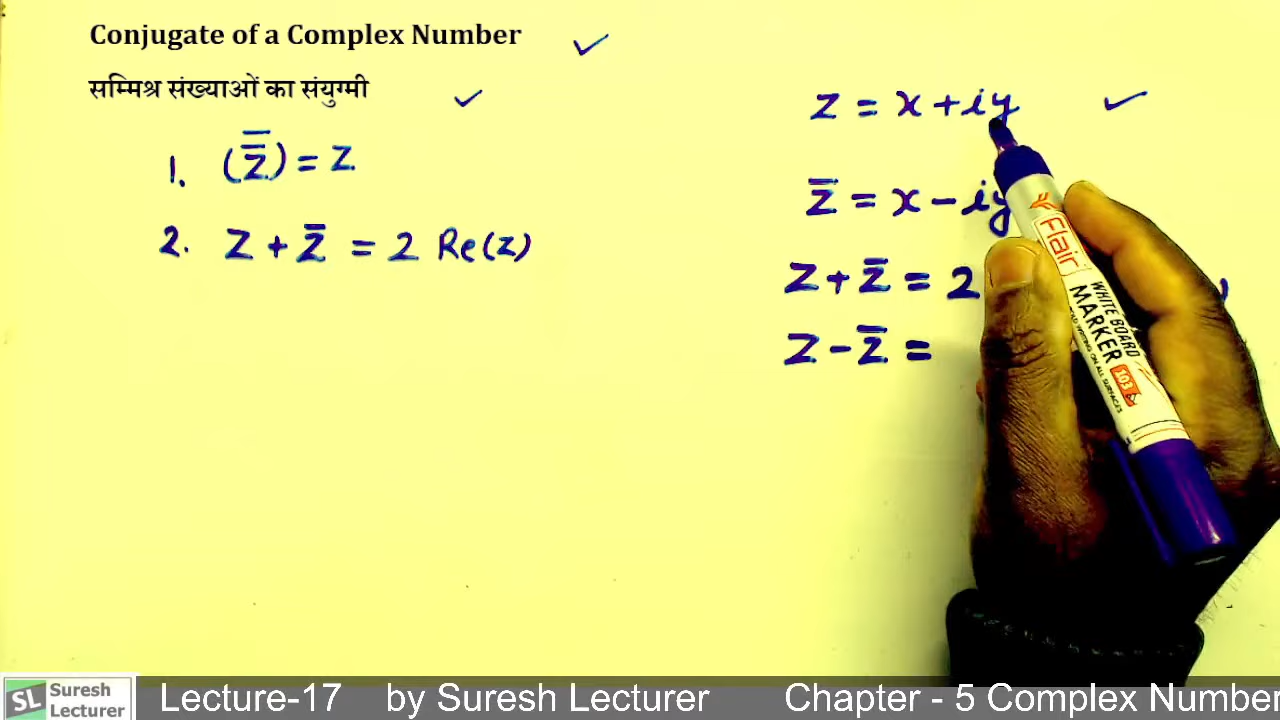 Conjugate of a Complex Number
सम्मिश्र संख्याओं का संयुग्मी
1. (z̄̄) = z
2. z + z̄ = 2 Re(z)
z = x + iy
z̄ = x - iy
z + z̄ = 2
z - z̄ =
Flair
WHITE BOARD
MARKER
103
SL Suresh Lecturer
Lecture-17 by Suresh Lecturer Chapter - 5 Complex Number